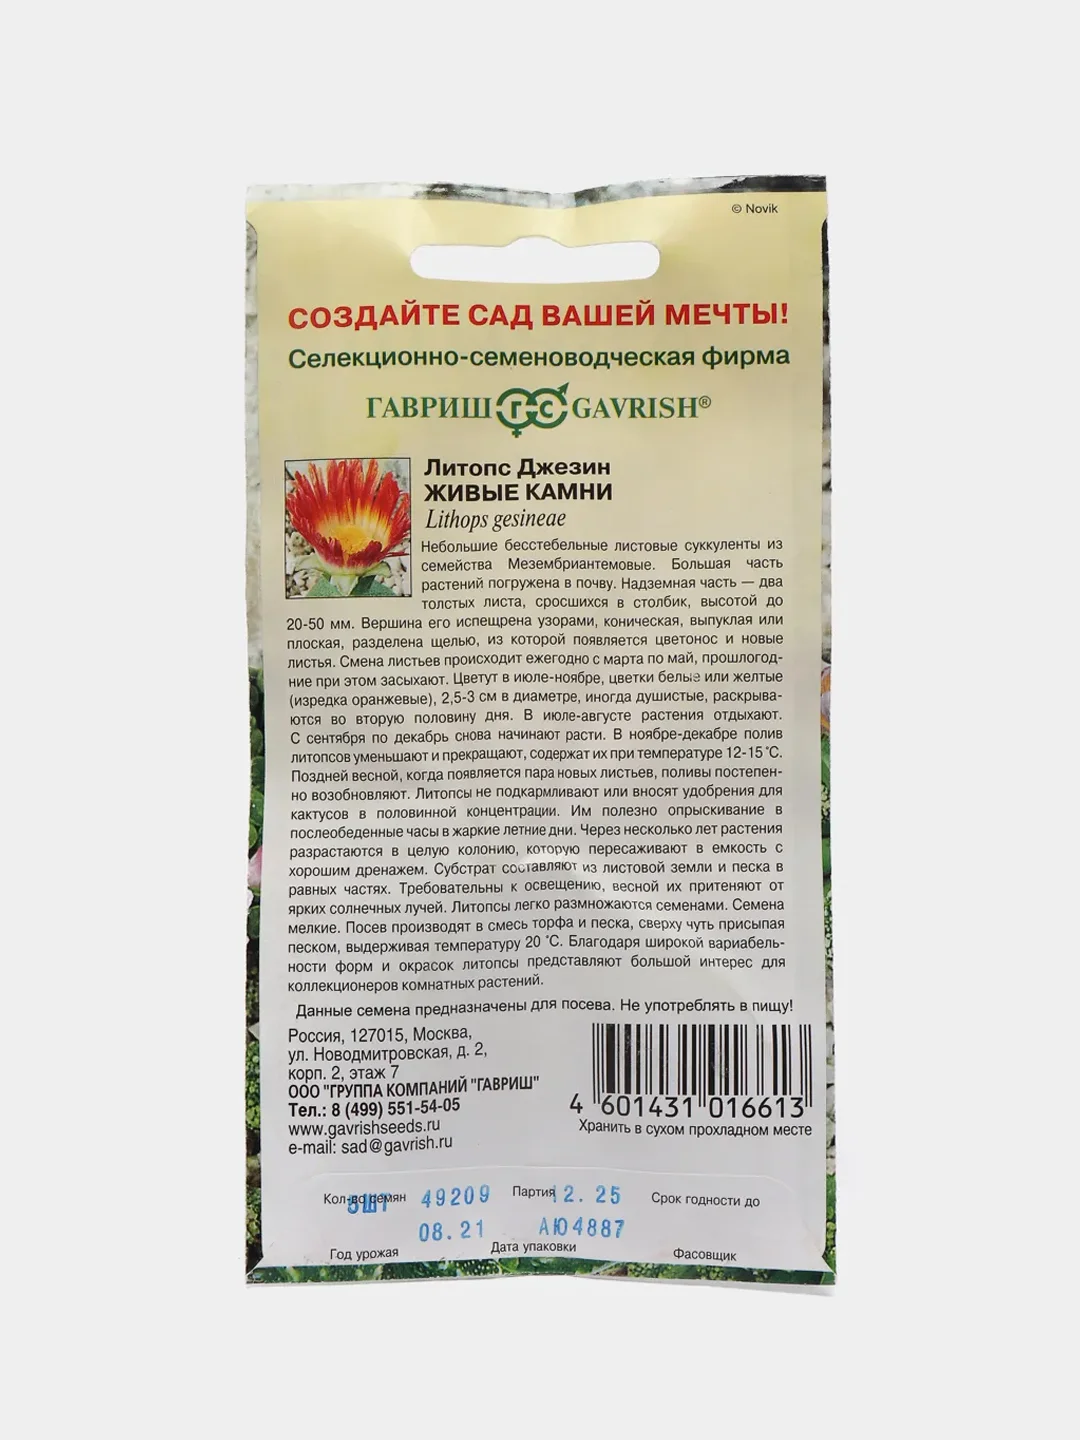 © Novik
СОЗДАЙТЕ САД ВАШЕЙ МЕЧТЫ!
Селекционно-семеноводческая фирма
ГАВРИШ ГС GAVRISH®
Литопс Джезин
ЖИВЫЕ КАМНИ
Lithops gesineae
Небольшие бесстебельные листовые суккуленты из
семейства Мезембриантемовые. Большая часть
растений погружена в почву. Надземная часть — два
толстых листа, сросшихся в столбик, высотой до
20-50 мм. Вершина его испещрена узорами, коническая, выпуклая или
плоская, разделена щелью, из которой появляется цветонос и новые
листья. Смена листьев происходит ежегодно с марта по май, прошлогод-
ние при этом засыхают. Цветут в июле-ноябре, цветки белые или желтые
(изредка оранжевые), 2,5-3 см в диаметре, иногда душистые, раскрыва-
ются во вторую половину дня. В июле-августе растения отдыхают.
С сентября по декабрь снова начинают расти. В ноябре-декабре полив
литопсов уменьшают и прекращают, содержат их при температуре 12-15 °С.
Поздней весной, когда появляется пара новых листьев, поливы постепен-
но возобновляют. Литопсы не подкармливают или вносят удобрения для
кактусов в половинной концентрации. Им полезно опрыскивание в
послеобеденные часы в жаркие летние дни. Через несколько лет растения
разрастаются в целую колонию, которую пересаживают в емкость с
хорошим дренажем. Субстрат составляют из листовой земли и песка в
равных частях. Требовательны к освещению, весной их притеняют от
ярких солнечных лучей. Литопсы легко размножаются семенами. Семена
мелкие. Посев производят в смесь торфа и песка, сверху чуть присыпая
песком, выдерживая температуру 20 °С. Благодаря широкой вариабель-
ности форм и окрасок литопсы представляют большой интерес для
коллекционеров комнатных растений.
Данные семена предназначены для посева. Не употреблять в пищу!
Россия, 127015, Москва,
ул. Новодмитровская, д. 2,
корп. 2, этаж 7
ООО "ГРУППА КОМПАНИЙ "ГАВРИШ"
Тел.: 8 (499) 551-54-05
www.gavrishseeds.ru
e-mail: sad@gavrish.ru
4 601431 016613
Хранить в сухом прохладном месте
Кол-во семян Партия Срок годности до
5ШТ 49209 12.25
08.21 АЮ4887
Год урожая Дата упаковки Фасовщик